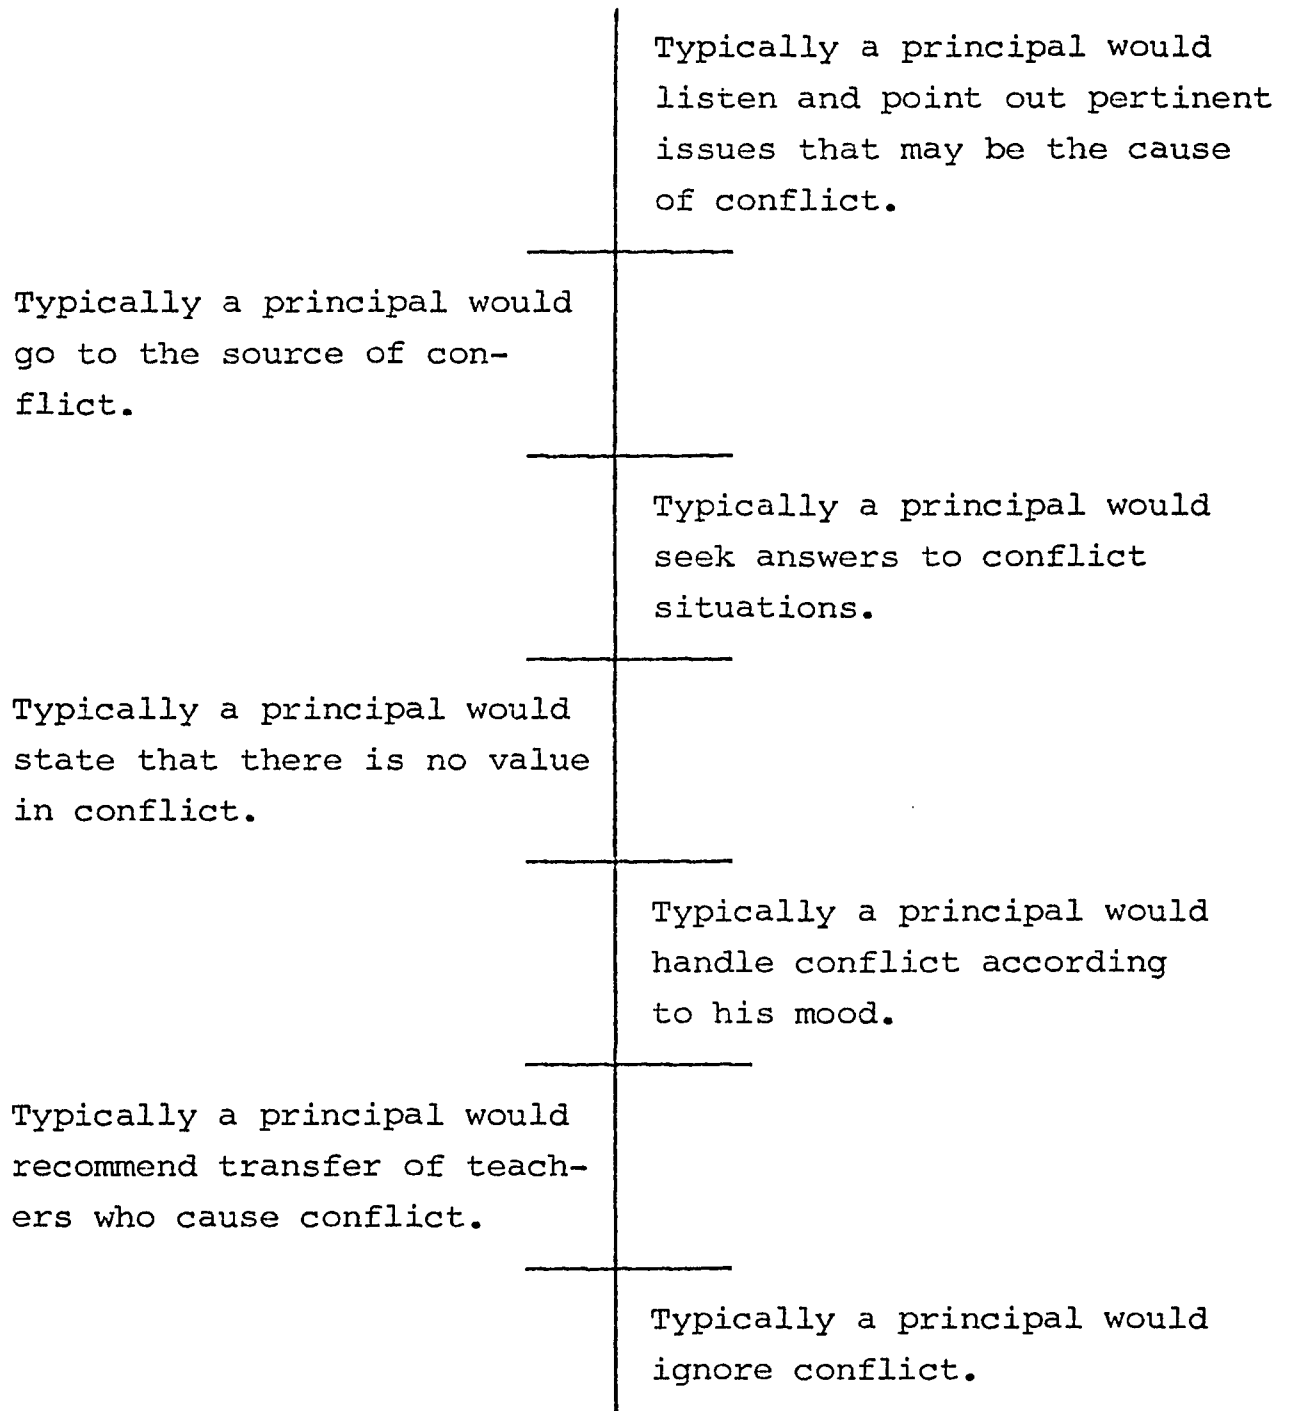 Typically a principal would
listen and point out pertinent
issues that may be the cause
of conflict.
Typically a principal would
go to the source of con-
flict.
Typically a principal would
seek answers to conflict
situations.
Typically a principal would
state that there is no value
in conflict.
Typically a principal would
handle conflict according
to his mood.
Typically a principal would
recommend transfer of teach-
ers who cause conflict.
Typically a principal would
ignore conflict.